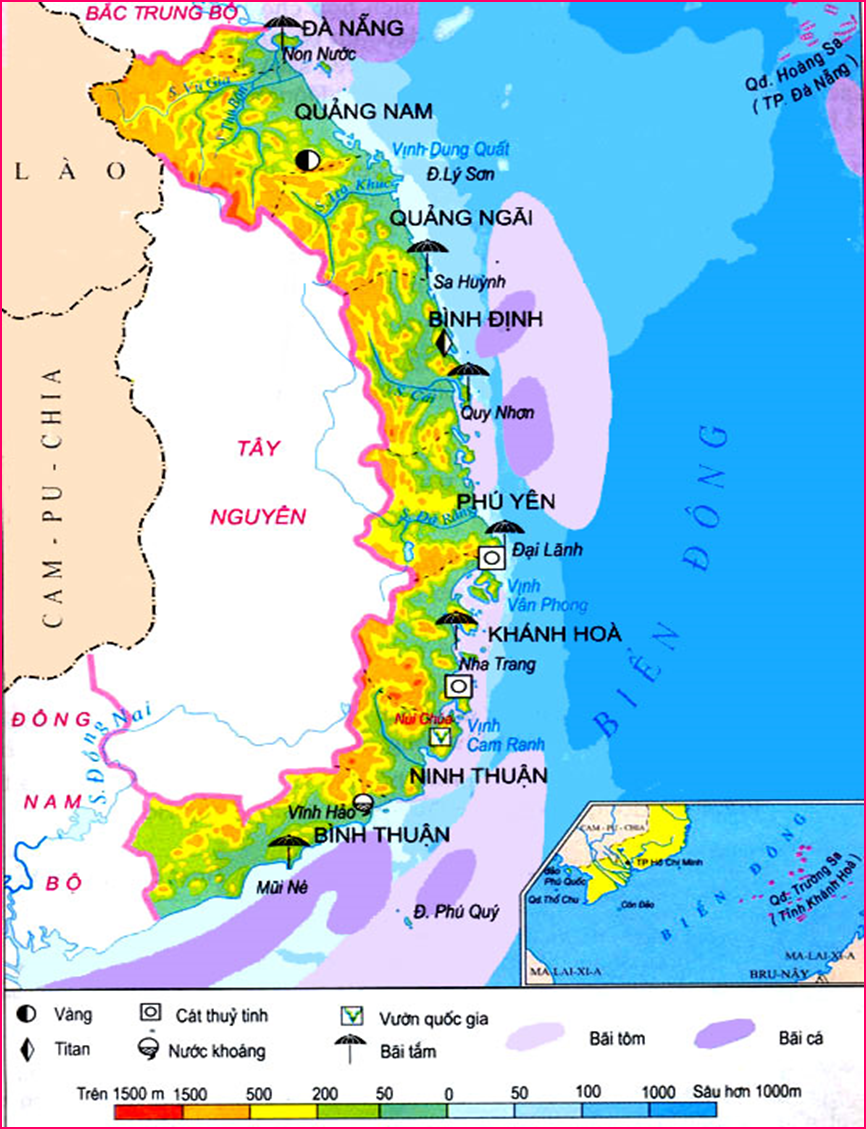 BẮC TRUNG BỘ
ĐÀ NẴNG
Non Nước
Qđ. Hoàng Sa
( TP. Đà Nẵng )
S. Vu Gia
S. Thu Bồn
QUẢNG NAM
Vịnh Dung Quất
LÀO
Đ.Lý Sơn
S. Trà Khúc
QUẢNG NGÃI
Sa Huỳnh
BÌNH ĐỊNH
S. Cái
Quy Nhơn
CAM - PU - CHIA
TÂY
NGUYÊN
BIỂN ĐÔNG
PHÚ YÊN
S. Đà Rằng
Đại Lãnh
Vịnh
Vân Phong
KHÁNH HOÀ
Nha Trang
Núi Chúa
Vịnh
Cam Ranh
ĐÔNG
S. Đồng Nai
NAM
BỘ
NINH THUẬN
Vĩnh Hảo
BÌNH THUẬN
Mũi Né
Đ. Phú Quý
CAM - PU - CHIA
TP Hồ Chí Minh
Đảo
Phú Quốc
Qđ. Thổ Chu
Côn Đảo
BIỂN ĐÔNG
Qđ. Trường Sa
( Tỉnh Khánh Hoà )
MA-LAI-XI-A
MA-LAI-XI-A
BRU-NÂY
Vàng
Cát thuỷ tinh
Vườn quốc gia
Bãi tôm
Bãi cá
Titan
Nước khoáng
Bãi tắm
Trên 1500 m 1500 500 200 50 0 50 100 1000 Sâu hơn 1000m